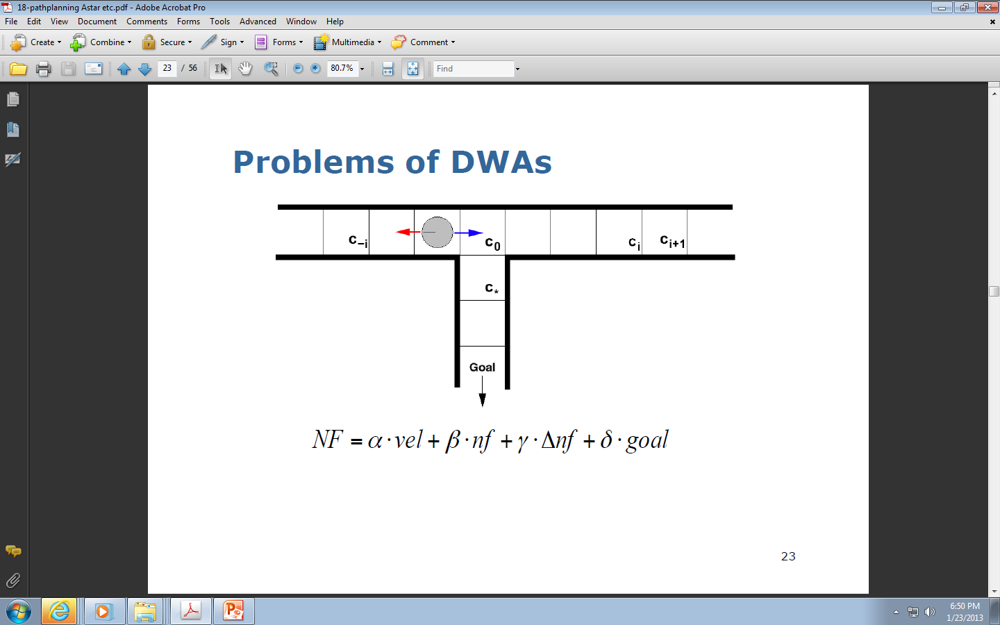 18-pathplanning Astar etc.pdf - Adobe Acrobat Pro
File Edit View Document Comments Forms Tools Advanced Window Help
Create Combine Secure Sign Forms Multimedia Comment
23 / 56 80.7% Find
Problems of DWAs
c₋ᵢ c₀ cᵢ cᵢ₊₁
c*
Goal
NF = α · vel + β · nf + γ · Δnf + δ · goal
23
6:50 PM
1/23/2013